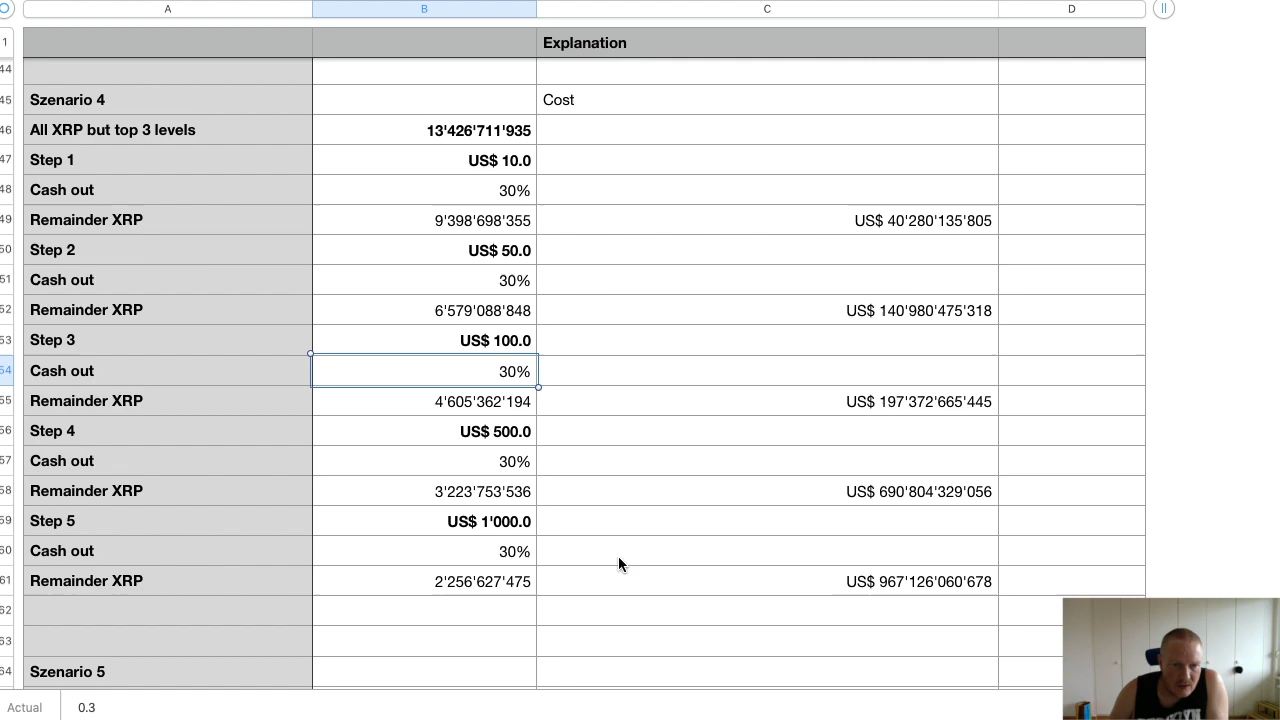 A B C D
1 Explanation
44
45 Szenario 4 Cost
46 All XRP but top 3 levels 13'426'711'935
47 Step 1 US$ 10.0
48 Cash out 30%
49 Remainder XRP 9'398'698'355 US$ 40'280'135'805
50 Step 2 US$ 50.0
51 Cash out 30%
52 Remainder XRP 6'579'088'848 US$ 140'980'475'318
53 Step 3 US$ 100.0
54 Cash out 30%
55 Remainder XRP 4'605'362'194 US$ 197'372'665'445
56 Step 4 US$ 500.0
57 Cash out 30%
58 Remainder XRP 3'223'753'536 US$ 690'804'329'056
59 Step 5 US$ 1'000.0
60 Cash out 30%
61 Remainder XRP 2'256'627'475 US$ 967'126'060'678
62
63
64 Szenario 5
Actual 0.3